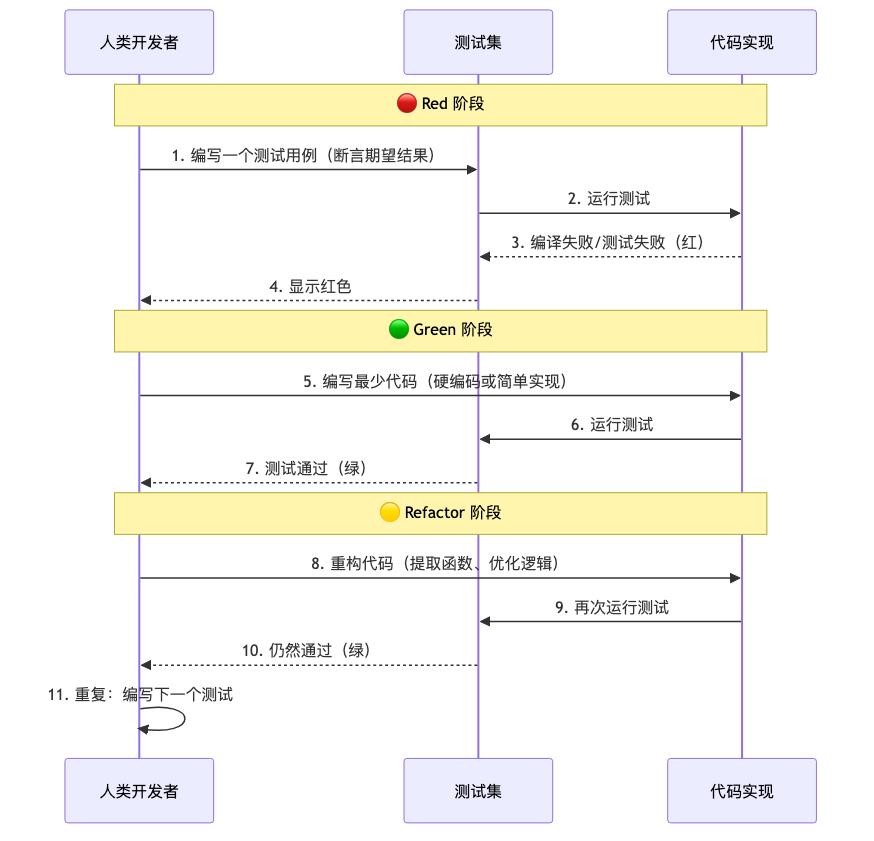 人类开发者
测试集
代码实现
🔴 Red 阶段
1. 编写一个测试用例（断言期望结果）
2. 运行测试
3. 编译失败/测试失败（红）
4. 显示红色
🟢 Green 阶段
5. 编写最少代码（硬编码或简单实现）
6. 运行测试
7. 测试通过（绿）
🟡 Refactor 阶段
8. 重构代码（提取函数、优化逻辑）
9. 再次运行测试
10. 仍然通过（绿）
11. 重复：编写下一个测试
人类开发者
测试集
代码实现